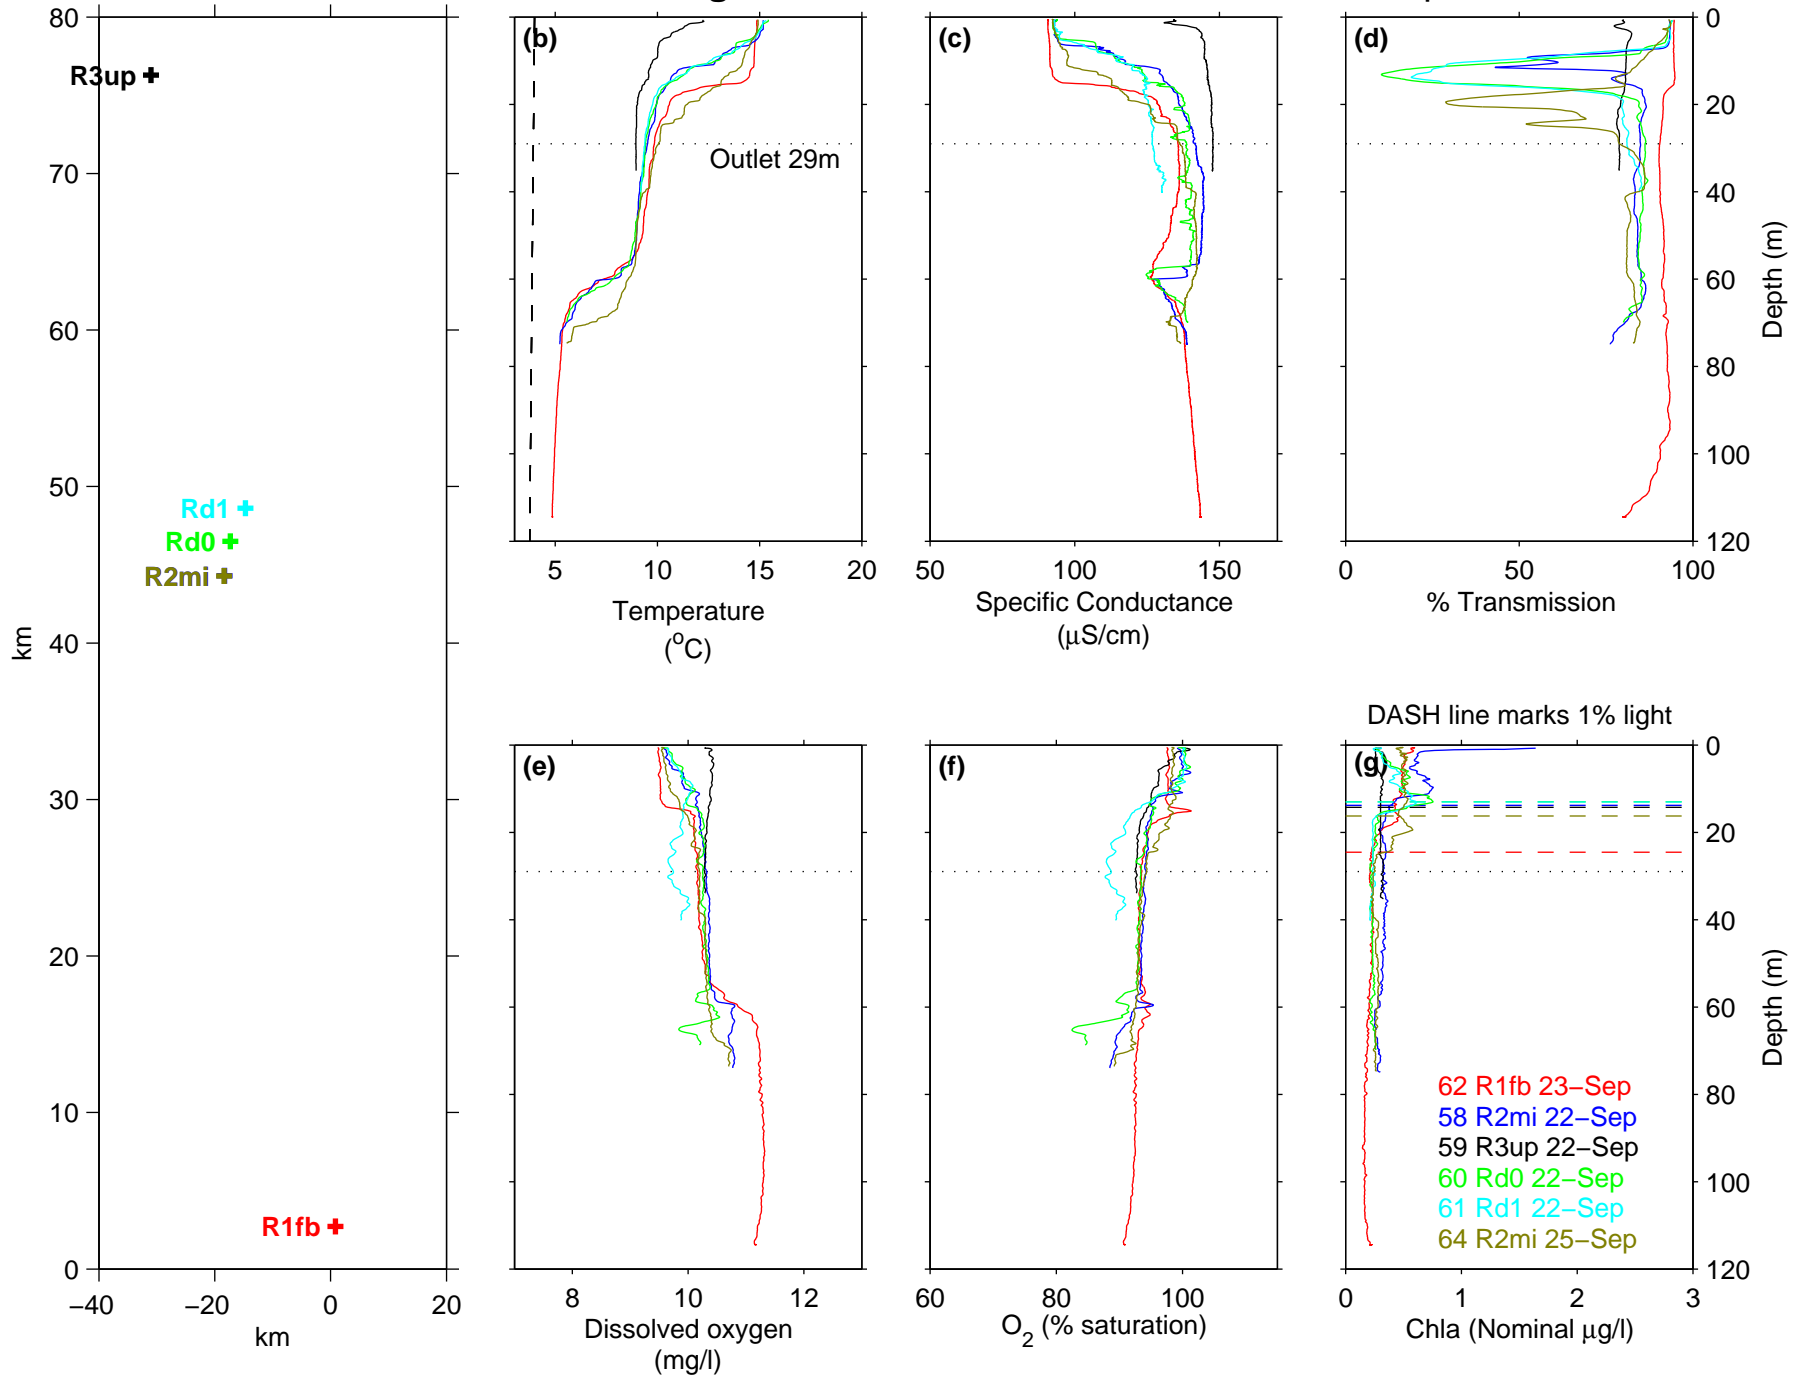 80
70
60
50
40
30
20
10
0
km
−40
−20
0
20
km
R3up
Rd1
Rd0
R2mi
R1fb
(b)
Outlet 29m
5
10
15
20
Temperature
(°C)
(c)
50
100
150
Specific Conductance
(μS/cm)
(d)
0
50
100
% Transmission
0
20
40
60
80
100
120
Depth (m)
(e)
8
10
12
Dissolved oxygen
(mg/l)
(f)
60
80
100
O2 (% saturation)
DASH line marks 1% light
(g)
62 R1fb 23−Sep
58 R2mi 22−Sep
59 R3up 22−Sep
60 Rd0 22−Sep
61 Rd1 22−Sep
64 R2mi 25−Sep
0
1
2
3
Chla (Nominal μg/l)
0
20
40
60
80
100
120
Depth (m)